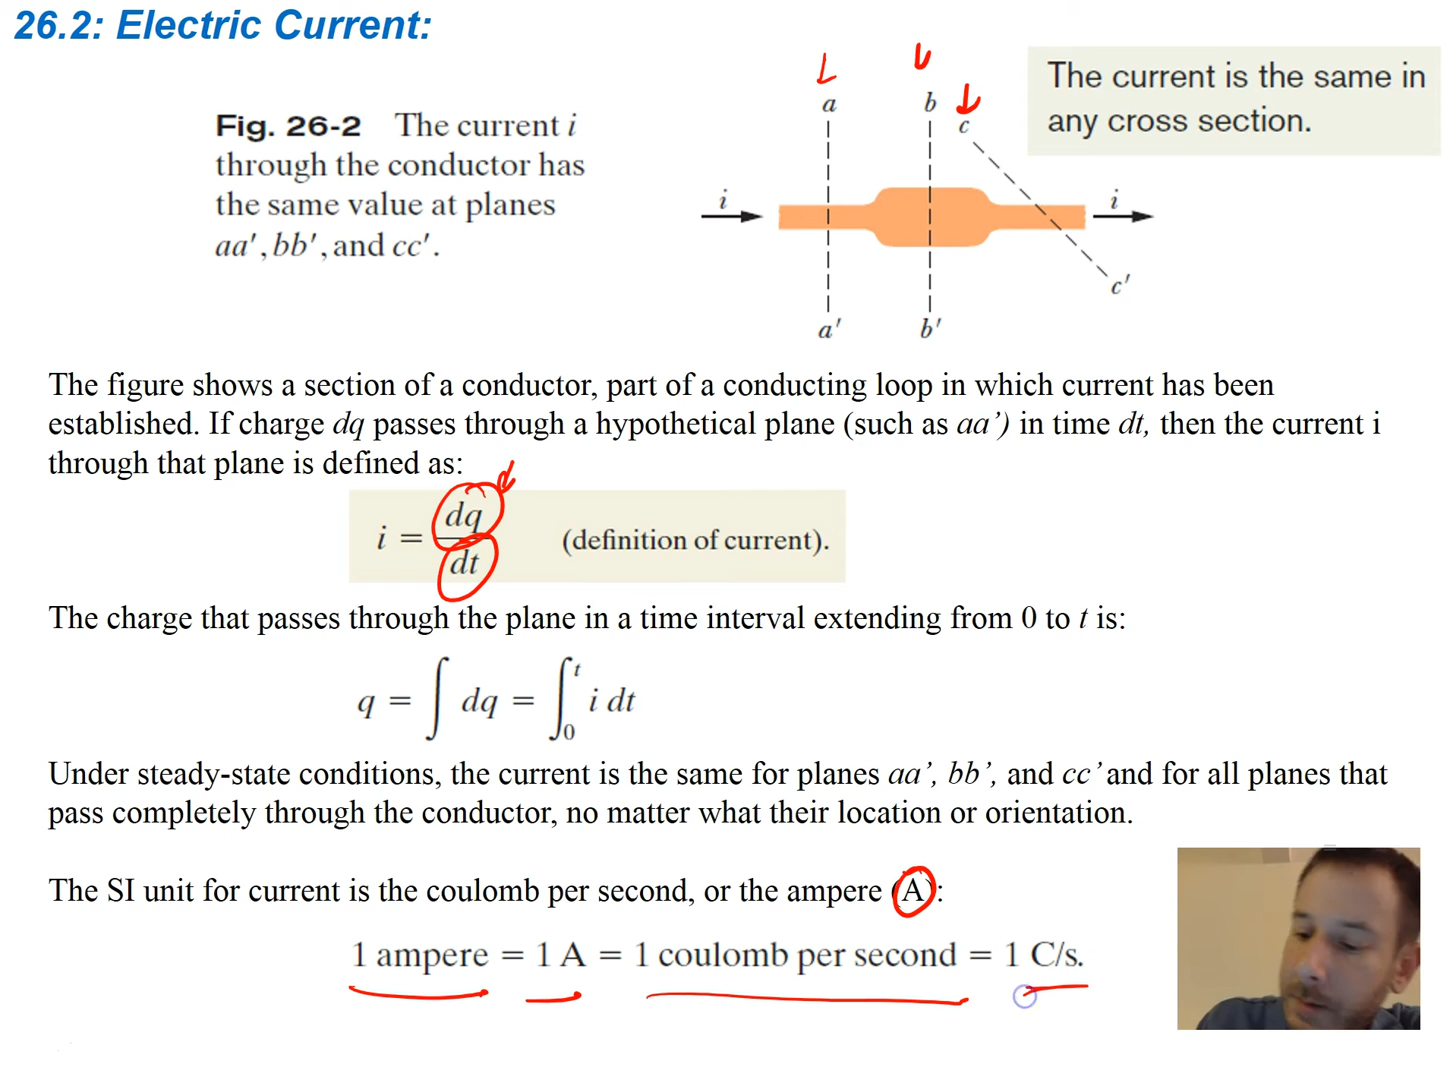 26.2: Electric Current:
Fig. 26-2 The current i
through the conductor has
the same value at planes
aa′, bb′, and cc′.
a
b
c
i
i
a′
b′
c′
The current is the same in
any cross section.
The figure shows a section of a conductor, part of a conducting loop in which current has been
established. If charge dq passes through a hypothetical plane (such as aa’) in time dt, then the current i
through that plane is defined as:
i = dq/dt (definition of current).
The charge that passes through the plane in a time interval extending from 0 to t is:
q = ∫ dq = ∫₀ᵗ i dt
Under steady-state conditions, the current is the same for planes aa’, bb’, and cc’ and for all planes that
pass completely through the conductor, no matter what their location or orientation.
The SI unit for current is the coulomb per second, or the ampere (A):
1 ampere = 1 A = 1 coulomb per second = 1 C/s.